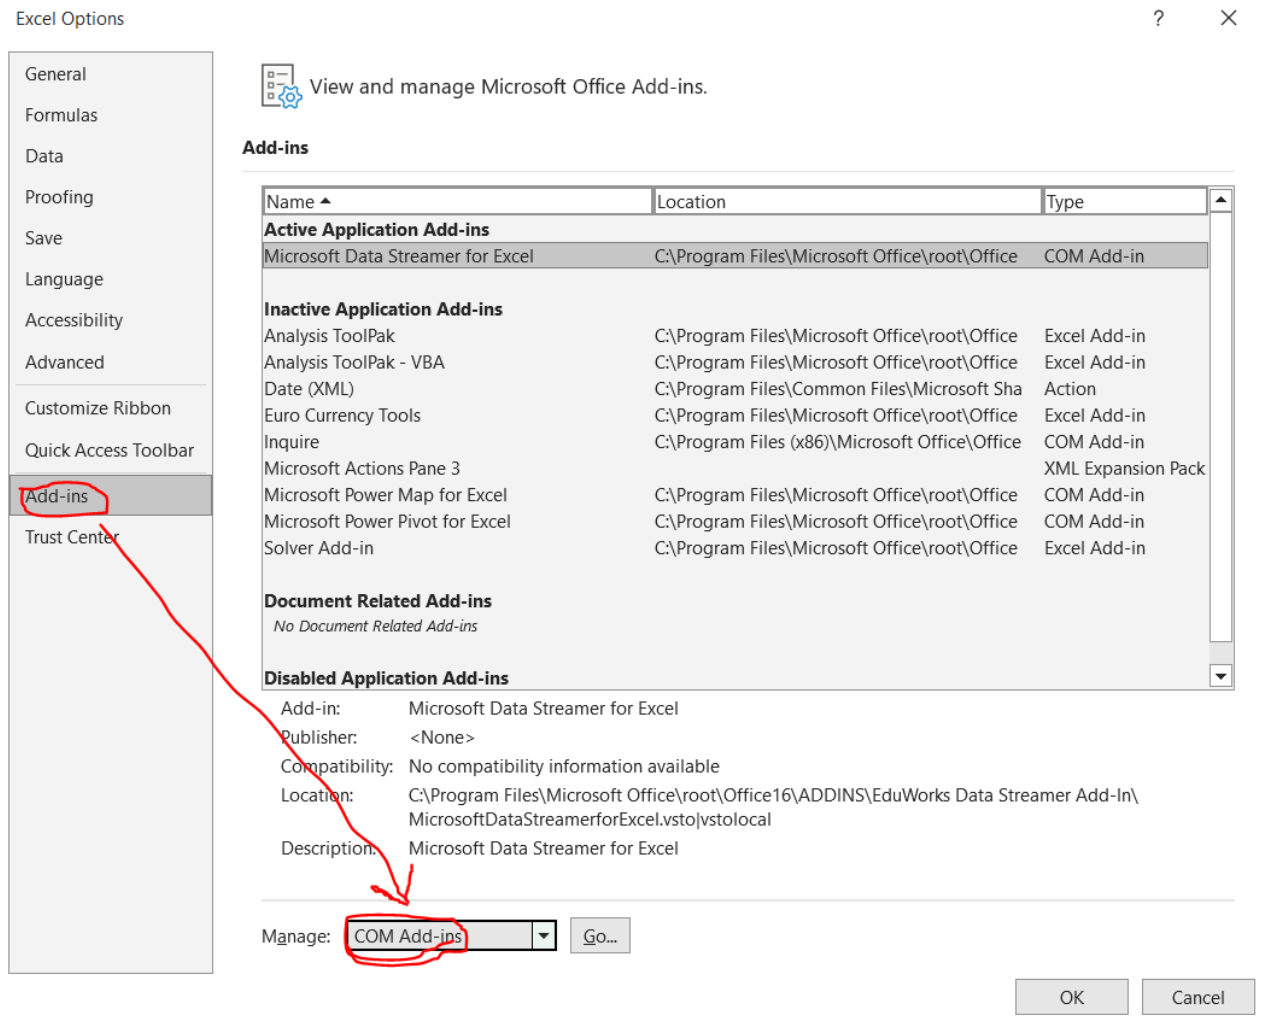 Excel Options
?
General
Formulas
Data
Proofing
Save
Language
Accessibility
Advanced
Customize Ribbon
Quick Access Toolbar
Add-ins
Trust Center
View and manage Microsoft Office Add-ins.
Add-ins
Name Location Type
Active Application Add-ins
Microsoft Data Streamer for Excel C:\Program Files\Microsoft Office\root\Office COM Add-in
Inactive Application Add-ins
Analysis ToolPak C:\Program Files\Microsoft Office\root\Office Excel Add-in
Analysis ToolPak - VBA C:\Program Files\Microsoft Office\root\Office Excel Add-in
Date (XML) C:\Program Files\Common Files\Microsoft Sha Action
Euro Currency Tools C:\Program Files\Microsoft Office\root\Office Excel Add-in
Inquire C:\Program Files (x86)\Microsoft Office\Office COM Add-in
Microsoft Actions Pane 3 XML Expansion Pack
Microsoft Power Map for Excel C:\Program Files\Microsoft Office\root\Office COM Add-in
Microsoft Power Pivot for Excel C:\Program Files\Microsoft Office\root\Office COM Add-in
Solver Add-in C:\Program Files\Microsoft Office\root\Office Excel Add-in
Document Related Add-ins
No Document Related Add-ins
Disabled Application Add-ins
Add-in: Microsoft Data Streamer for Excel
Publisher: <None>
Compatibility: No compatibility information available
Location: C:\Program Files\Microsoft Office\root\Office16\ADDINS\EduWorks Data Streamer Add-In\
MicrosoftDataStreamerforExcel.vsto|vstolocal
Description: Microsoft Data Streamer for Excel
Manage: COM Add-ins Go...
OK Cancel